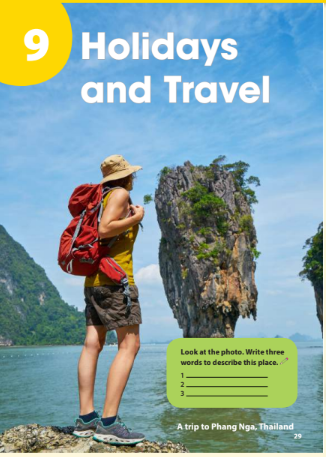 9
Holidays
and Travel
Look at the photo. Write three
words to describe this place.
1
2
3
A trip to Phang Nga, Thailand
29